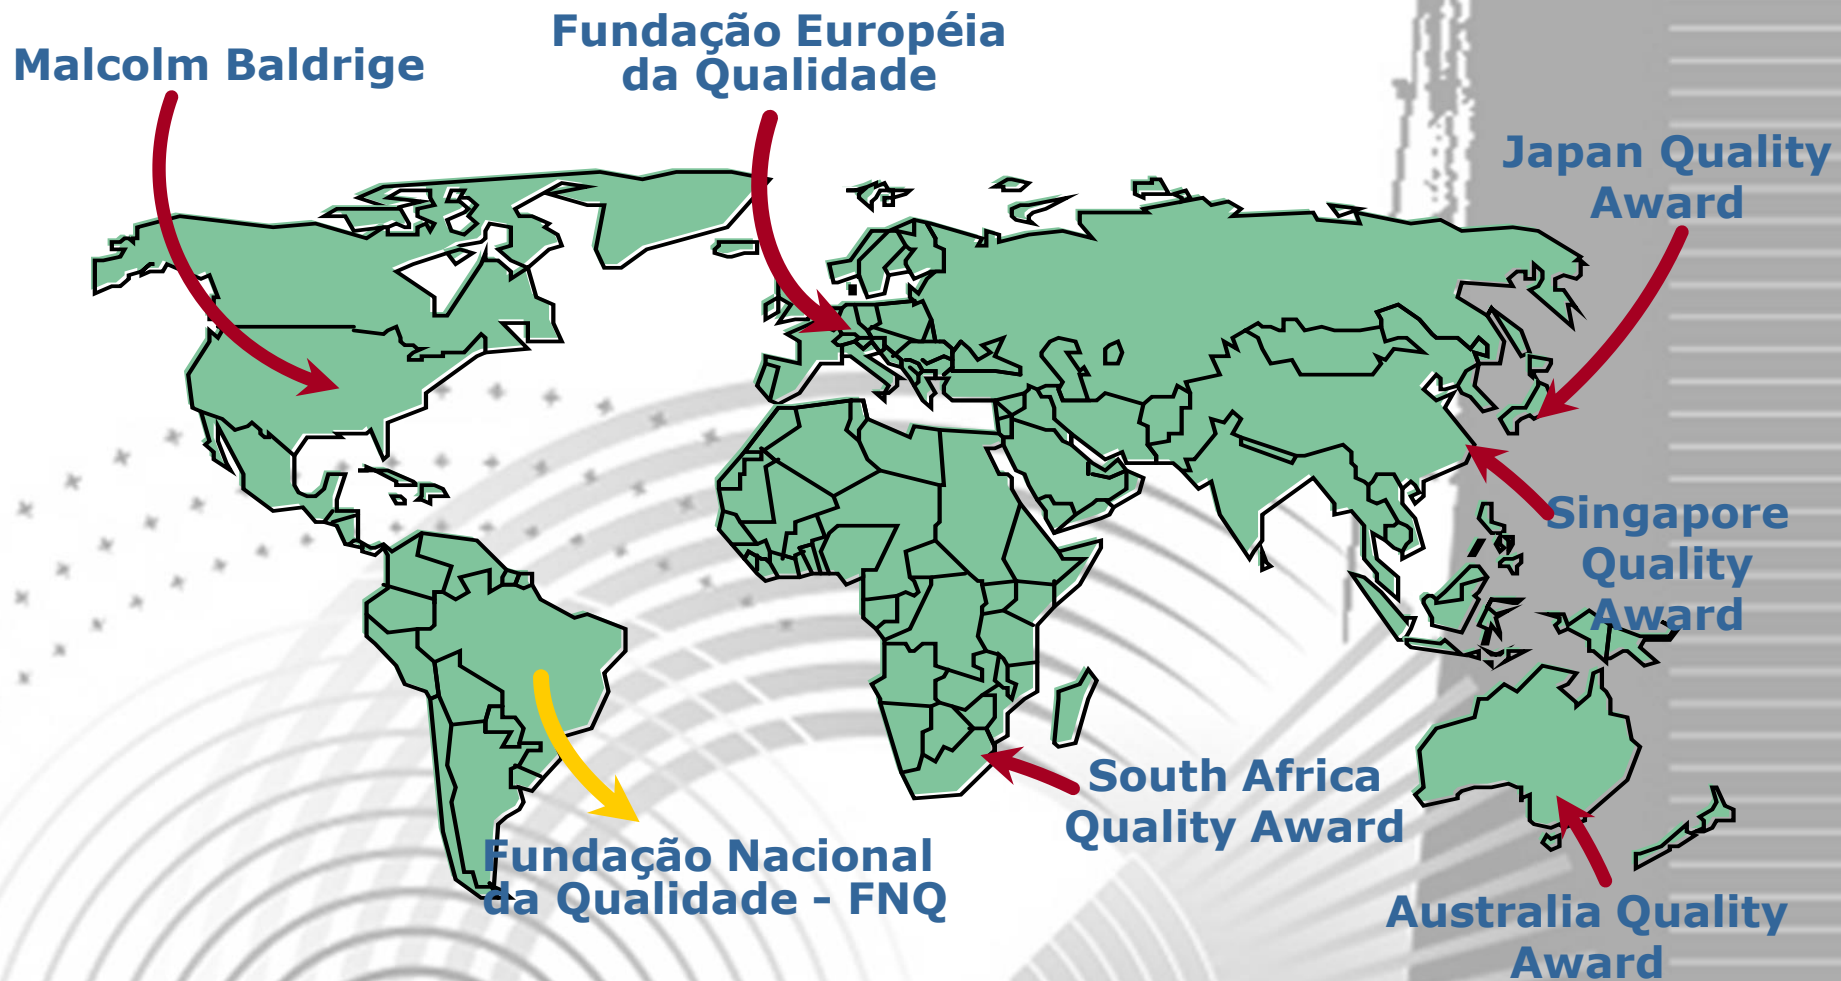 Malcolm Baldrige
Fundação Européia
da Qualidade
Japan Quality
Award
Singapore
Quality
Award
South Africa
Quality Award
Fundação Nacional
da Qualidade - FNQ
Australia Quality
Award